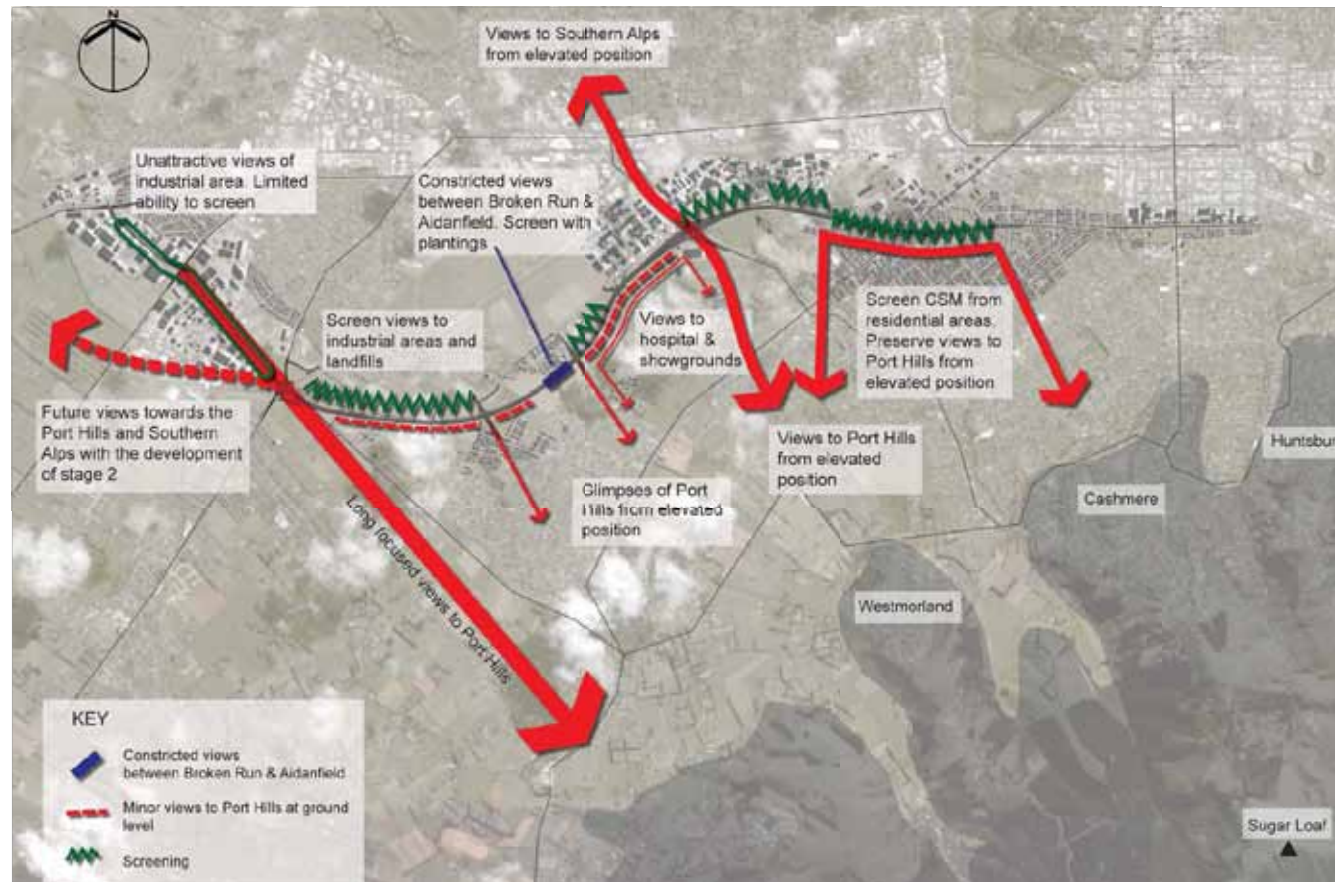 N
Views to Southern Alps
from elevated position
Unattractive views of
industrial area. Limited
ability to screen
Constricted views
between Broken Run &
Aidanfield. Screen with
plantings
Screen views to
industrial areas and
landfills
Views to
hospital &
showgrounds
Screen CSM from
residential areas.
Preserve views to
Port Hills from
elevated position
Future views towards the
Port Hills and Southern
Alps with the development
of stage 2
Views to Port Hills
from elevated
position
Glimpses of Port
Hills from elevated
position
Long focused views to Port Hills
Huntsbur
Cashmere
Westmorland
Sugar Loaf
KEY
Constricted views
between Broken Run & Aidanfield
Minor views to Port Hills at ground
level
Screening